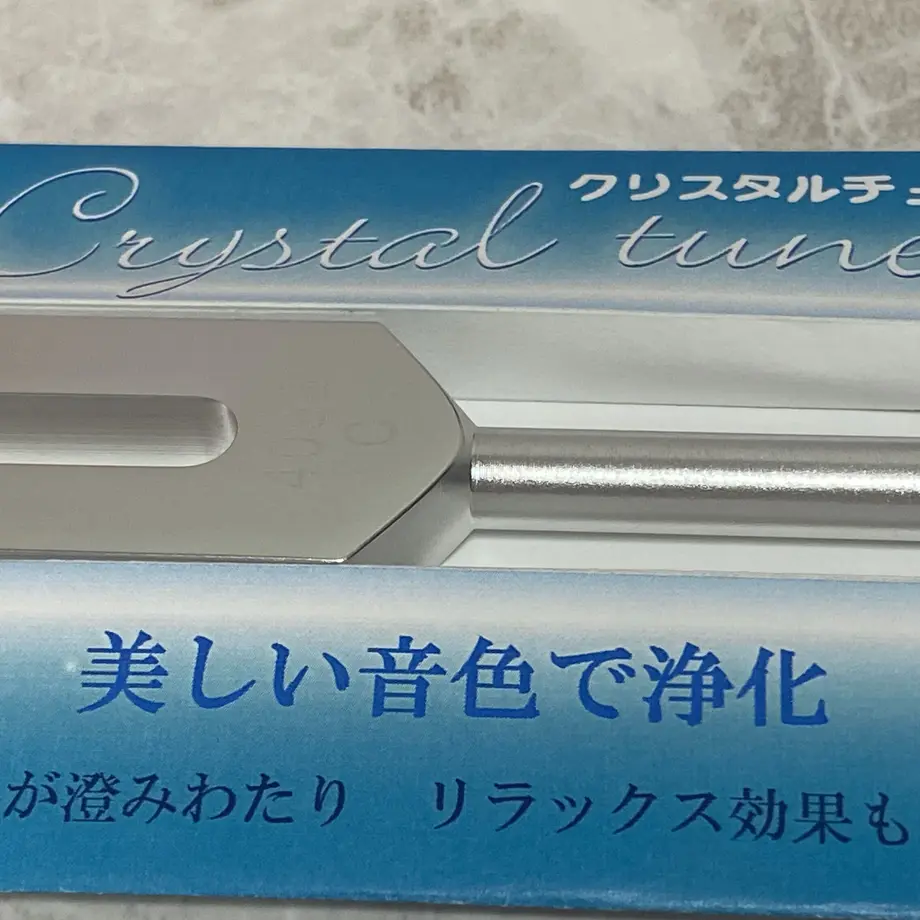 クリスタルチュ
Crystal tune
C
美しい音色で浄化
が澄みわたり リラックス効果も